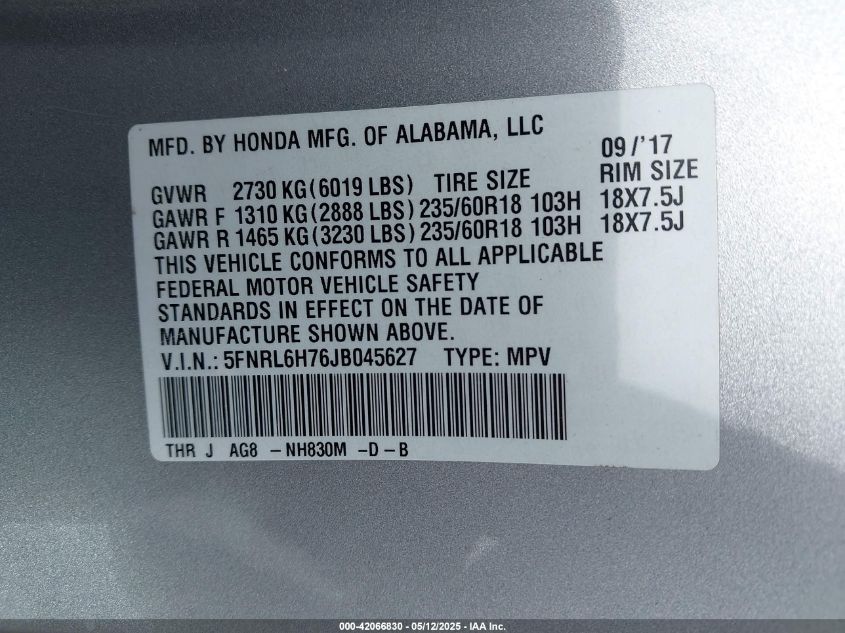 MFD. BY HONDA MFG. OF ALABAMA, LLC 09/'17
GVWR 2730 KG(6019 LBS) TIRE SIZE RIM SIZE
GAWR F 1310 KG(2888 LBS) 235/60R18 103H 18X7.5J
GAWR R 1465 KG(3230 LBS) 235/60R18 103H 18X7.5J
THIS VEHICLE CONFORMS TO ALL APPLICABLE
FEDERAL MOTOR VEHICLE SAFETY
STANDARDS IN EFFECT ON THE DATE OF
MANUFACTURE SHOWN ABOVE.
V.I.N.: 5FNRL6H76JB045627 TYPE: MPV
THR J AG8 -NH830M -D-B
000-42066830 - 05/12/2025 - IAA Inc.